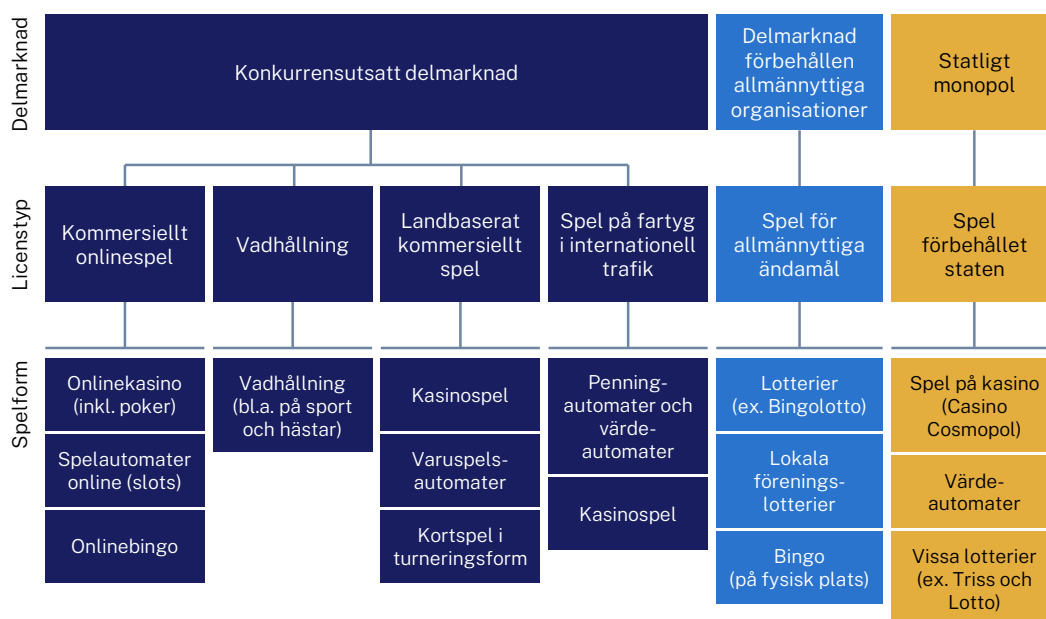 Delmarknad
Konkurrensutsatt delmarknad
Delmarknad
förbehållen
allmännyttiga
organisationer
Statligt
monopol
Licenstyp
Kommersiellt
onlinespel
Vadhållning
Landbaserat
kommersiellt
spel
Spel på fartyg
i internationell
trafik
Spel för
allmännyttiga
ändamål
Spel
förbehållet
staten
Spelform
Onlinekasino
(inkl. poker)
Spelautomater
online (slots)
Onlinebingo
Vadhållning
(bl.a. på sport
och hästar)
Kasinospel
Varuspels-
automater
Kortspel i
turneringsform
Penning-
automater och
värde-
automater
Kasinospel
Lotterier
(ex. Bingolotto)
Lokala
förenings-
lotterier
Bingo
(på fysisk plats)
Spel på kasino
(Casino
Cosmopol)
Värde-
automater
Vissa lotterier
(ex. Triss och
Lotto)